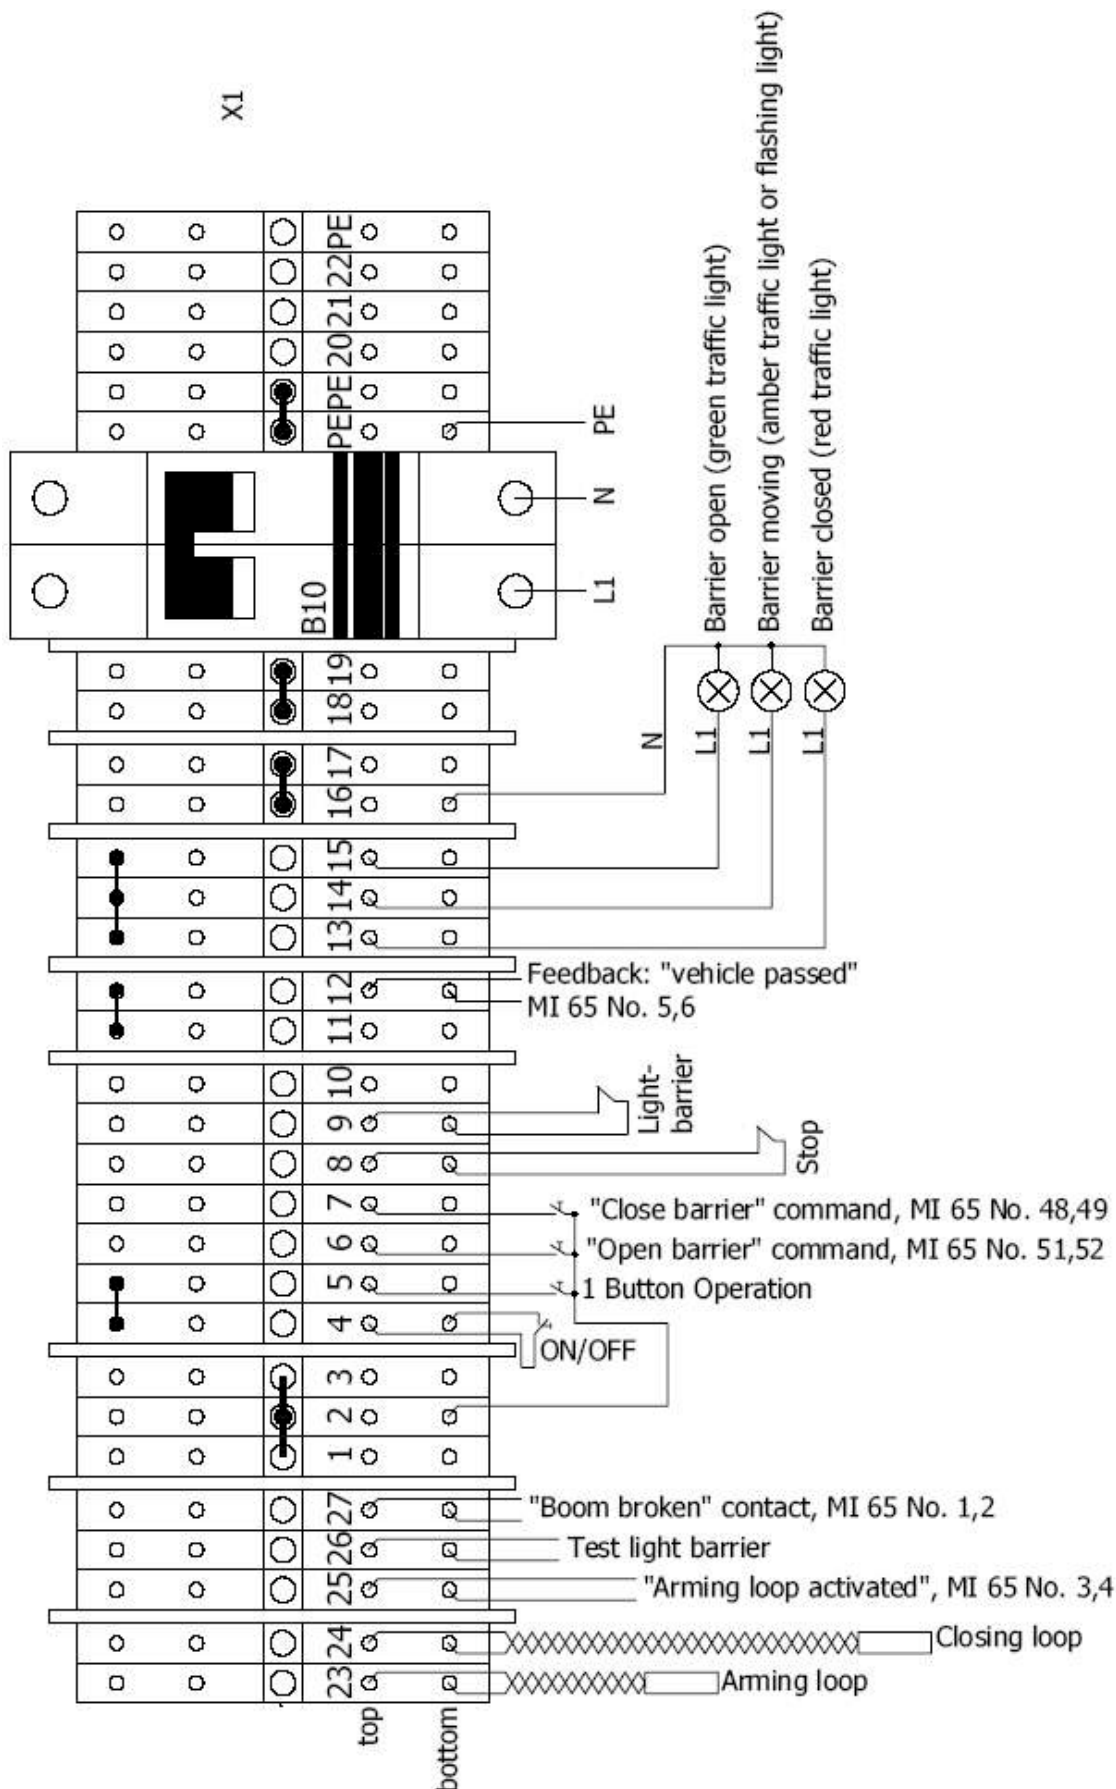 X1
PE
22
21
20
PE
PE
PE
N
L1
B10
Barrier open (green traffic light)
Barrier moving (amber traffic light or flashing light)
Barrier closed (red traffic light)
19
18
17
16
N
L1
L1
L1
15
14
13
12
Feedback: "vehicle passed"
MI 65 No. 5,6
11
10
9
Light-
barrier
8
Stop
7
"Close barrier" command, MI 65 No. 48,49
6
"Open barrier" command, MI 65 No. 51,52
5
1 Button Operation
4
ON/OFF
3
2
1
27
"Boom broken" contact, MI 65 No. 1,2
26
Test light barrier
25
"Arming loop activated", MI 65 No. 3,4
24
Closing loop
23
Arming loop
top
bottom